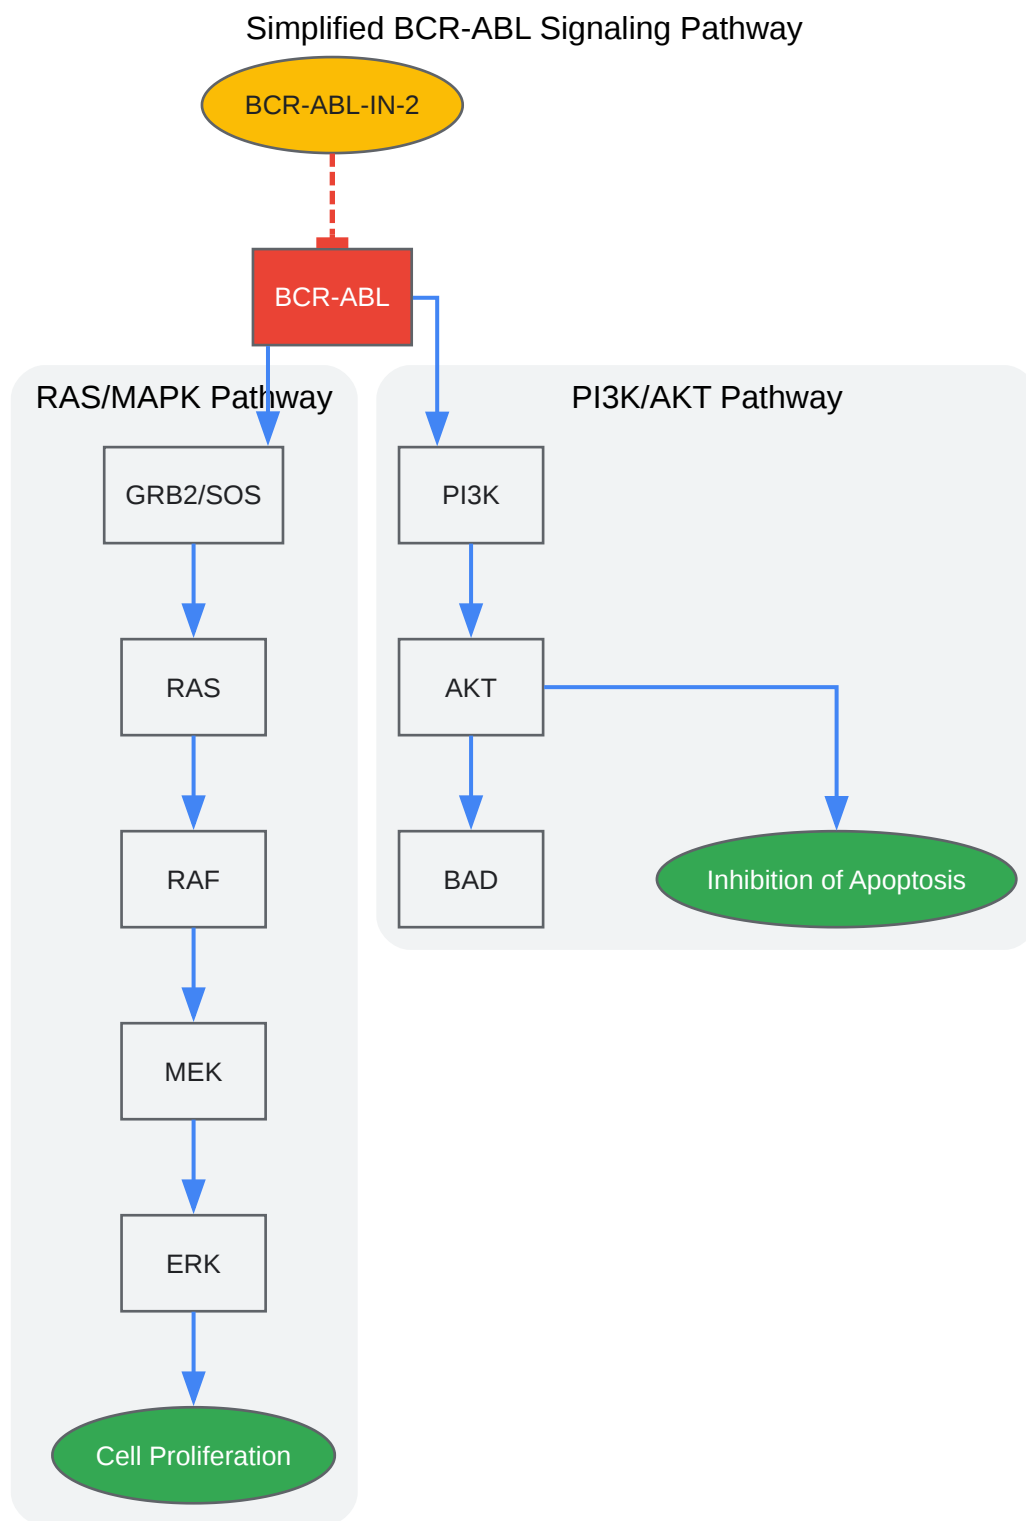 Simplified BCR-ABL Signaling Pathway
BCR-ABL-IN-2
BCR-ABL
RAS/MAPK Pathway
GRB2/SOS
RAS
RAF
MEK
ERK
Cell Proliferation
PI3K/AKT Pathway
PI3K
AKT
BAD
Inhibition of Apoptosis